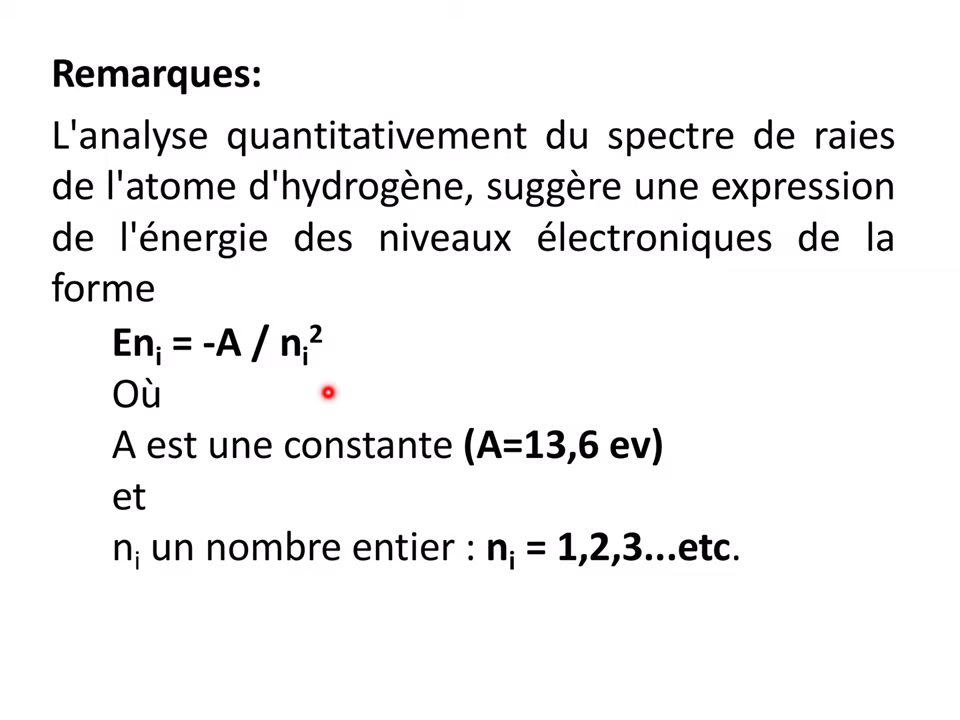 Remarques:
L'analyse quantitativement du spectre de raies
de l'atome d'hydrogène, suggère une expression
de l'énergie des niveaux électroniques de la
forme
Enᵢ = -A / nᵢ²
Où
A est une constante (A=13,6 ev)
et
nᵢ un nombre entier : nᵢ = 1,2,3...etc.